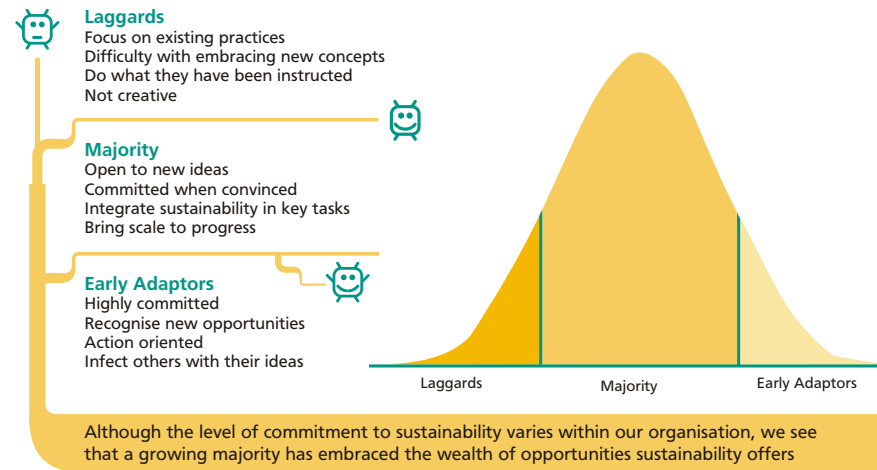 Laggards
Focus on existing practices
Difficulty with embracing new concepts
Do what they have been instructed
Not creative
Majority
Open to new ideas
Committed when convinced
Integrate sustainability in key tasks
Bring scale to progress
Early Adaptors
Highly committed
Recognise new opportunities
Action oriented
Infect others with their ideas
Laggards
Majority
Early Adaptors
Although the level of commitment to sustainability varies within our organisation, we see
that a growing majority has embraced the wealth of opportunities sustainability offers